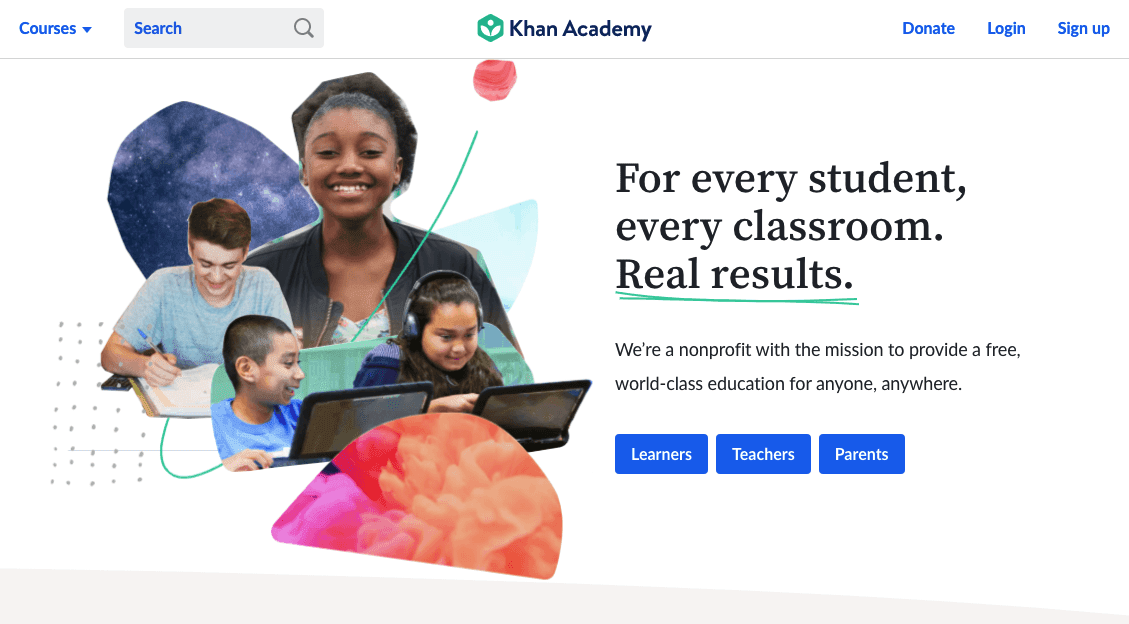 Courses
Search
Khan Academy
Donate
Login
Sign up
For every student,
every classroom.
Real results.
We’re a nonprofit with the mission to provide a free,
world-class education for anyone, anywhere.
Learners
Teachers
Parents